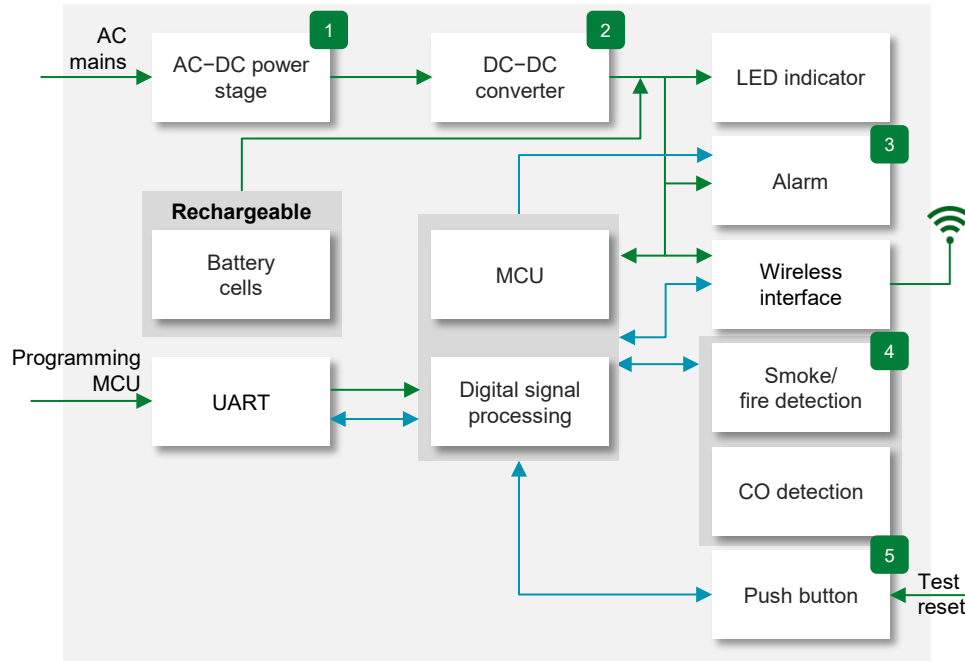 AC
mains
1
AC−DC power
stage
2
DC−DC
converter
LED indicator
3
Alarm
Rechargeable
Battery
cells
MCU
Wireless
interface
Programming
MCU
UART
Digital signal
processing
4
Smoke/
fire detection
CO detection
5
Push button
Test
reset